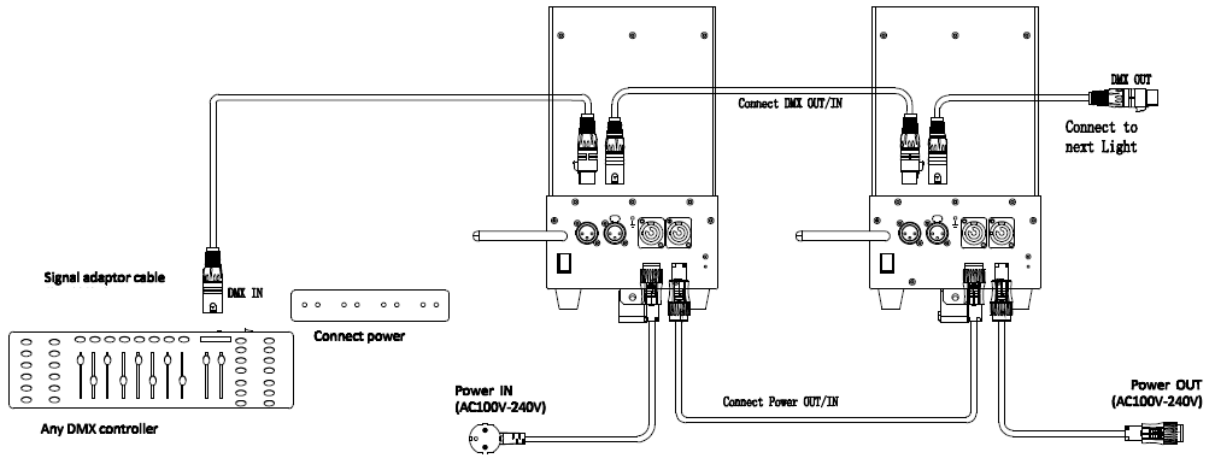 DMX OUT
Connect DMX OUT/IN
Connect to
next Light
Signal adaptor cable
DMX IN
Connect power
Power IN
(AC100V-240V)
Connect Power OUT/IN
Power OUT
(AC100V-240V)
Any DMX controller